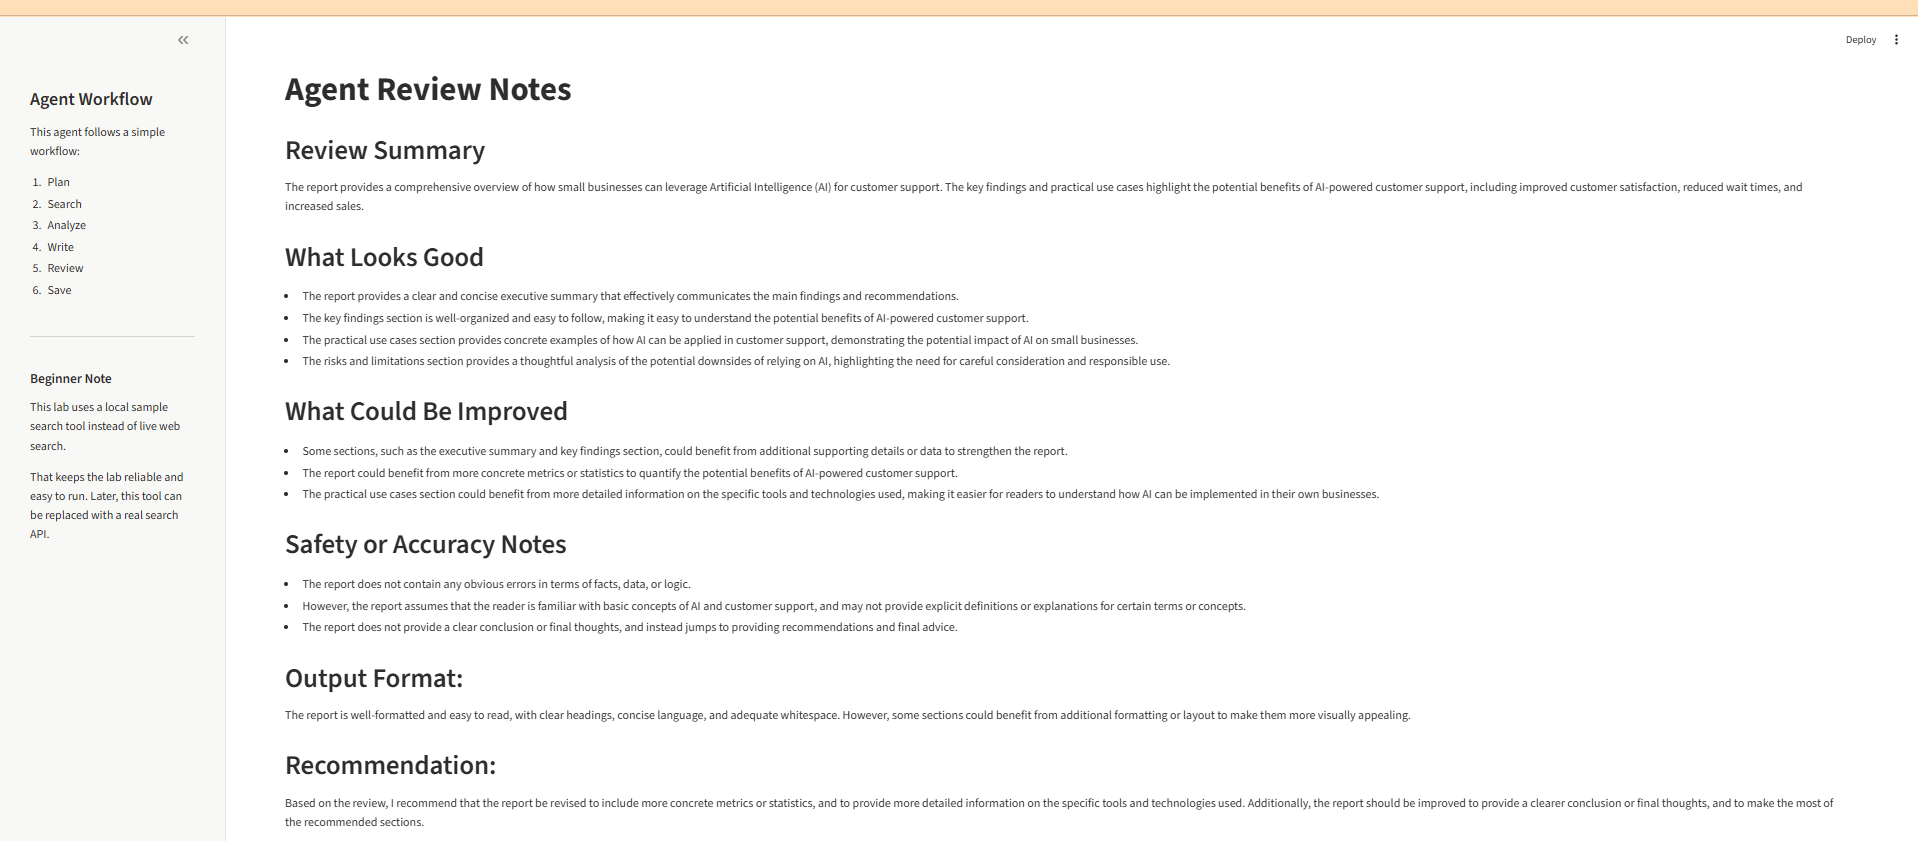 Deploy
Agent Workflow
This agent follows a simple
workflow:
1. Plan
2. Search
3. Analyze
4. Write
5. Review
6. Save
Beginner Note
This lab uses a local sample
search tool instead of live web
search.
That keeps the lab reliable and
easy to run. Later, this tool can
be replaced with a real search
API.
Agent Review Notes
Review Summary
The report provides a comprehensive overview of how small businesses can leverage Artificial Intelligence (AI) for customer support. The key findings and practical use cases highlight the potential benefits of AI-powered customer support, including improved customer satisfaction, reduced wait times, and
increased sales.
What Looks Good
• The report provides a clear and concise executive summary that effectively communicates the main findings and recommendations.
• The key findings section is well-organized and easy to follow, making it easy to understand the potential benefits of AI-powered customer support.
• The practical use cases section provides concrete examples of how AI can be applied in customer support, demonstrating the potential impact of AI on small businesses.
• The risks and limitations section provides a thoughtful analysis of the potential downsides of relying on AI, highlighting the need for careful consideration and responsible use.
What Could Be Improved
• Some sections, such as the executive summary and key findings section, could benefit from additional supporting details or data to strengthen the report.
• The report could benefit from more concrete metrics or statistics to quantify the potential benefits of AI-powered customer support.
• The practical use cases section could benefit from more detailed information on the specific tools and technologies used, making it easier for readers to understand how AI can be implemented in their own businesses.
Safety or Accuracy Notes
• The report does not contain any obvious errors in terms of facts, data, or logic.
• However, the report assumes that the reader is familiar with basic concepts of AI and customer support, and may not provide explicit definitions or explanations for certain terms or concepts.
• The report does not provide a clear conclusion or final thoughts, and instead jumps to providing recommendations and final advice.
Output Format:
The report is well-formatted and easy to read, with clear headings, concise language, and adequate whitespace. However, some sections could benefit from additional formatting or layout to make them more visually appealing.
Recommendation:
Based on the review, I recommend that the report be revised to include more concrete metrics or statistics, and to provide more detailed information on the specific tools and technologies used. Additionally, the report should be improved to provide a clearer conclusion or final thoughts, and to make the most of
the recommended sections.